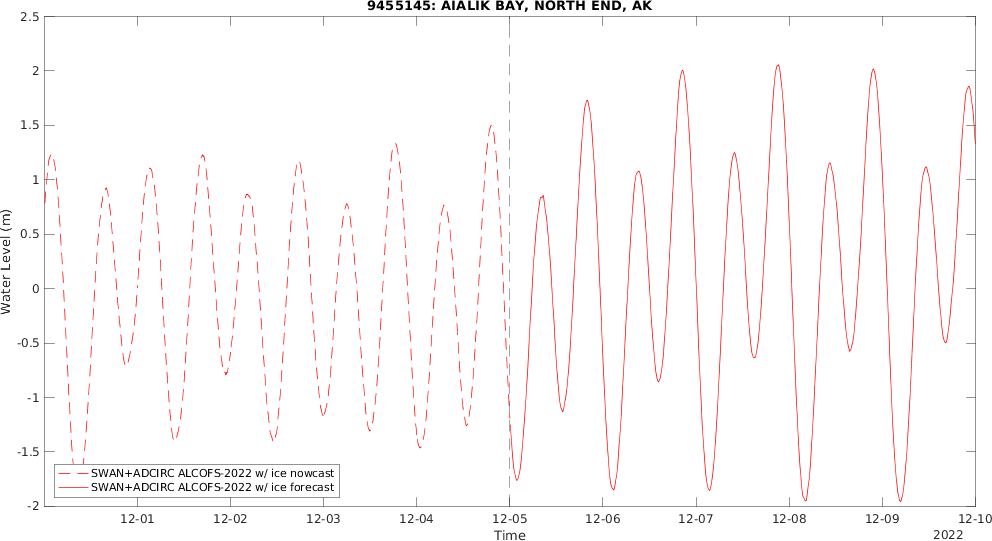 9455145: AIALIK BAY, NORTH END, AK
2.5
2
1.5
1
0.5
0
-0.5
-1
-1.5
-2
Water Level (m)
SWAN+ADCIRC ALCOFS-2022 w/ ice nowcast
SWAN+ADCIRC ALCOFS-2022 w/ ice forecast
12-01 12-02 12-03 12-04 12-05 12-06 12-07 12-08 12-09 12-10
Time
2022